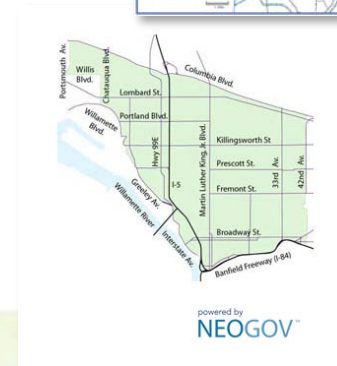 Portsmouth Av.
Willis
Blvd.
Chatauqua Blvd.
Columbia Blvd.
Lombard St.
Portland Blvd.
Willamette
Blvd.
Hwy 99E
Martin Luther King, Jr. Blvd.
Killingsworth St
Prescott St.
33rd Av.
42nd Av.
I-5
Fremont St.
Greeley Av.
Willamette River
Interstate Av.
Broadway St.
Banfield Freeway (I-84)
powered by
NEOGOV™